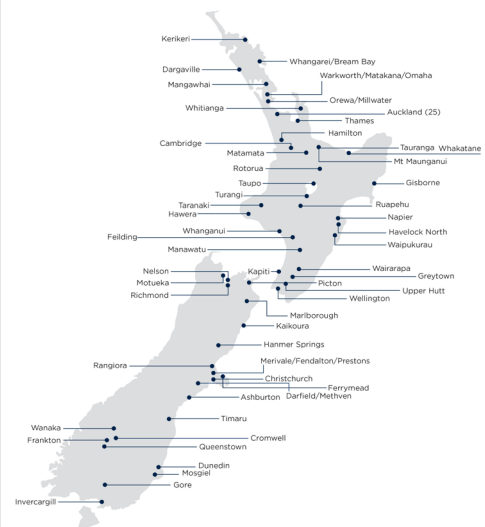 Kerikeri
Whangarei/Bream Bay
Dargaville
Warkworth/Matakana/Omaha
Mangawhai
Orewa/Millwater
Whitianga
Auckland (25)
Thames
Hamilton
Cambridge
Tauranga
Whakatane
Matamata
Mt Maunganui
Rotorua
Taupo
Gisborne
Turangi
Taranaki
Ruapehu
Hawera
Napier
Whanganui
Havelock North
Feilding
Waipukurau
Manawatu
Nelson
Kapiti
Wairarapa
Greytown
Motueka
Picton
Upper Hutt
Richmond
Wellington
Marlborough
Kaikoura
Hanmer Springs
Rangiora
Merivale/Fendalton/Prestons
Christchurch
Ferrymead
Ashburton
Darfield/Methven
Timaru
Wanaka
Cromwell
Frankton
Queenstown
Dunedin
Mosgiel
Gore
Invercargill